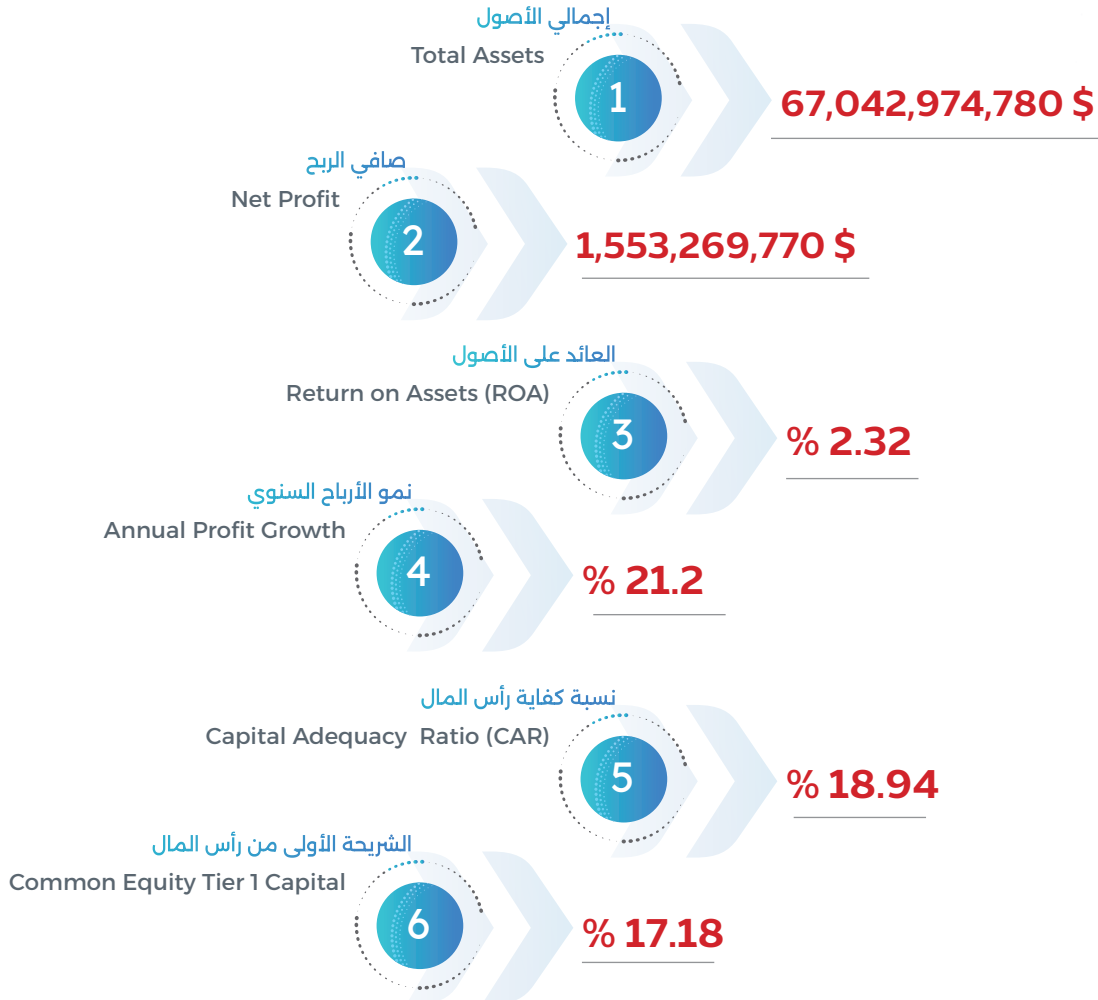 إجمالي الأصول
Total Assets
1
67,042,974,780 $
صافي الربح
Net Profit
2
1,553,269,770 $
العائد على الأصول
Return on Assets (ROA)
3
% 2.32
نمو الأرباح السنوي
Annual Profit Growth
4
% 21.2
نسبة كفاية رأس المال
Capital Adequacy Ratio (CAR)
5
% 18.94
الشريحة الأولى من رأس المال
Common Equity Tier 1 Capital
6
% 17.18